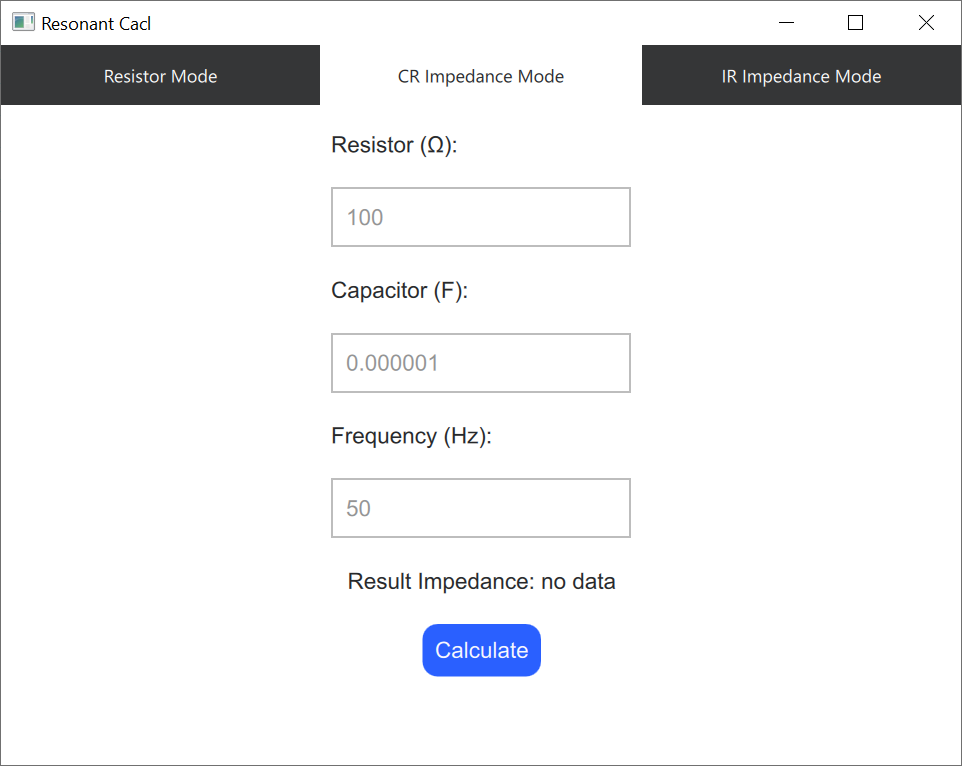 Resonant Cacl
Resistor Mode
CR Impedance Mode
IR Impedance Mode
Resistor (Ω):
100
Capacitor (F):
0.000001
Frequency (Hz):
50
Result Impedance: no data
Calculate